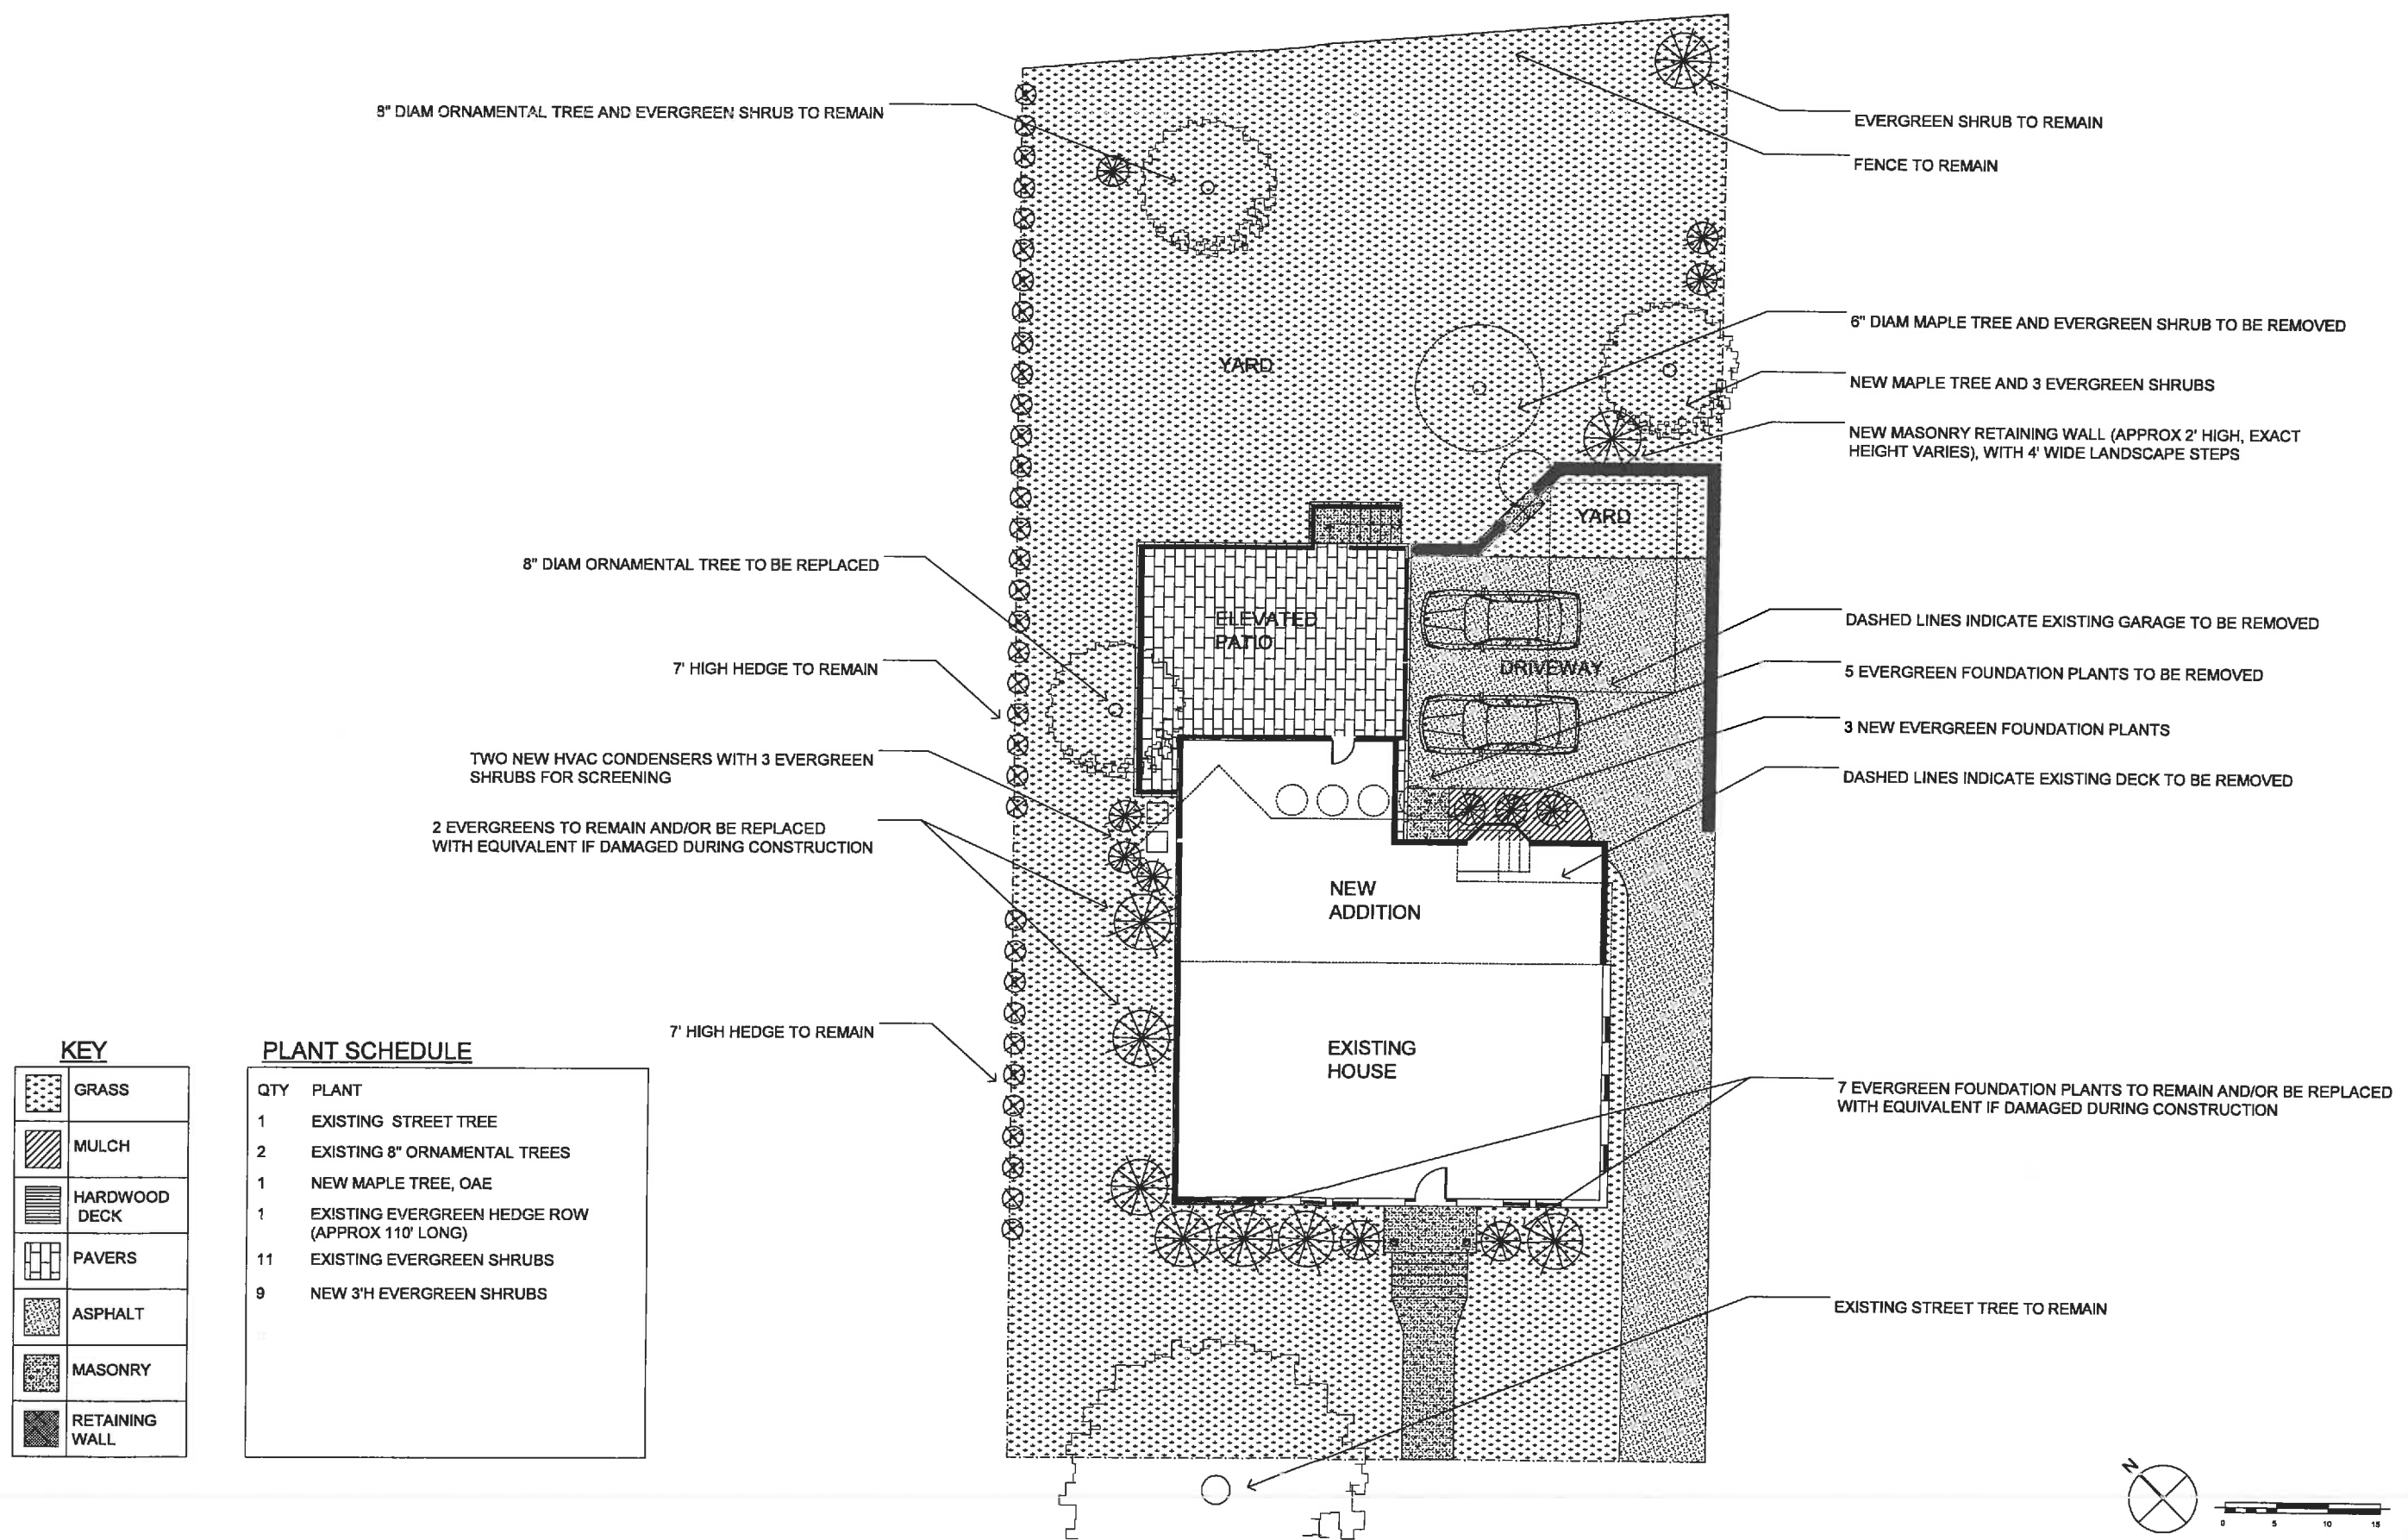 8" DIAM ORNAMENTAL TREE AND EVERGREEN SHRUB TO REMAIN
EVERGREEN SHRUB TO REMAIN
FENCE TO REMAIN
6" DIAM MAPLE TREE AND EVERGREEN SHRUB TO BE REMOVED
YARD
NEW MAPLE TREE AND 3 EVERGREEN SHRUBS
NEW MASONRY RETAINING WALL (APPROX 2' HIGH, EXACT
HEIGHT VARIES), WITH 4' WIDE LANDSCAPE STEPS
YARD
8" DIAM ORNAMENTAL TREE TO BE REPLACED
ELEVATED
PATIO
DASHED LINES INDICATE EXISTING GARAGE TO BE REMOVED
7' HIGH HEDGE TO REMAIN
DRIVEWAY
5 EVERGREEN FOUNDATION PLANTS TO BE REMOVED
3 NEW EVERGREEN FOUNDATION PLANTS
TWO NEW HVAC CONDENSERS WITH 3 EVERGREEN
SHRUBS FOR SCREENING
DASHED LINES INDICATE EXISTING DECK TO BE REMOVED
2 EVERGREENS TO REMAIN AND/OR BE REPLACED
WITH EQUIVALENT IF DAMAGED DURING CONSTRUCTION
NEW
ADDITION
7' HIGH HEDGE TO REMAIN
EXISTING
HOUSE
7 EVERGREEN FOUNDATION PLANTS TO REMAIN AND/OR BE REPLACED
WITH EQUIVALENT IF DAMAGED DURING CONSTRUCTION
EXISTING STREET TREE TO REMAIN
KEY
GRASS
MULCH
HARDWOOD
DECK
PAVERS
ASPHALT
MASONRY
RETAINING
WALL
PLANT SCHEDULE
QTY PLANT
1 EXISTING STREET TREE
2 EXISTING 8" ORNAMENTAL TREES
1 NEW MAPLE TREE, OAE
1 EXISTING EVERGREEN HEDGE ROW
(APPROX 110' LONG)
11 EXISTING EVERGREEN SHRUBS
9 NEW 3'H EVERGREEN SHRUBS
N
0 5 10 15